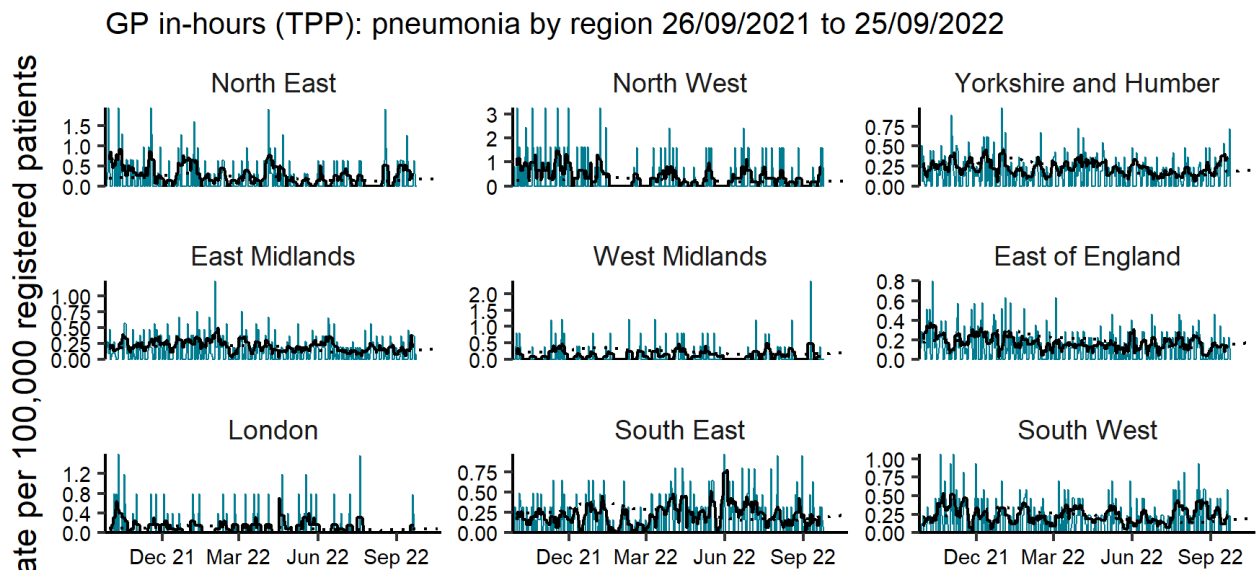 GP in-hours (TPP): pneumonia by region 26/09/2021 to 25/09/2022
ate per 100,000 registered patients
North East
1.5
1.0
0.5
0.0
North West
3
2
1
0
Yorkshire and Humber
0.75
0.50
0.25
0.00
East Midlands
1.00
0.75
0.50
0.25
0.00
West Midlands
2.0
1.5
1.0
0.5
0.0
East of England
0.8
0.6
0.4
0.2
0.0
London
1.2
0.8
0.4
0.0
Dec 21 Mar 22 Jun 22 Sep 22
South East
0.75
0.50
0.25
0.00
Dec 21 Mar 22 Jun 22 Sep 22
South West
1.00
0.75
0.50
0.25
0.00
Dec 21 Mar 22 Jun 22 Sep 22